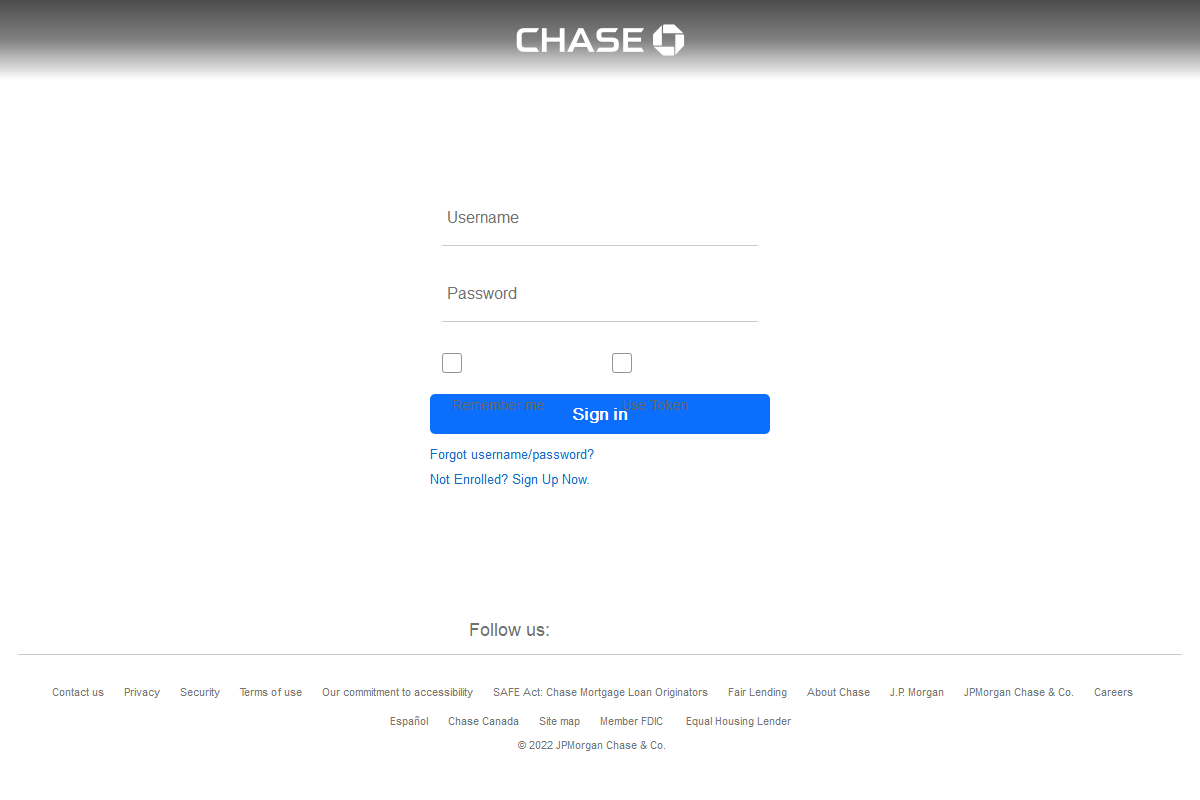 CHASE
Username
Password
Remember me Use Token
Sign in
Forgot username/password?
Not Enrolled? Sign Up Now.
Follow us:
Contact us Privacy Security Terms of use Our commitment to accessibility SAFE Act: Chase Mortgage Loan Originators Fair Lending About Chase J.P. Morgan JPMorgan Chase & Co. Careers
Español Chase Canada Site map Member FDIC Equal Housing Lender
© 2022 JPMorgan Chase & Co.